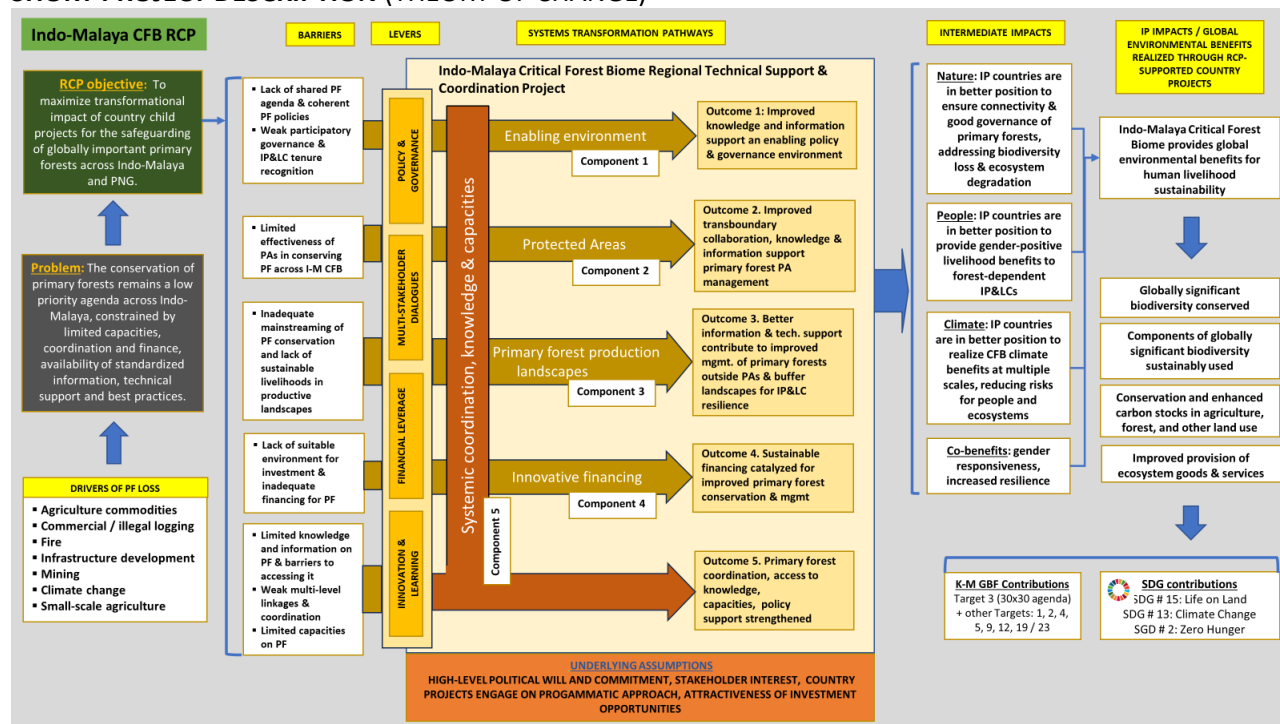 SHORT PROJECT DESCRIPTION (THEORY OF CHANGE)
Indo-Malaya CFB RCP
RCP objective: To
maximize transformational
impact of country child
projects for the safeguarding
of globally important primary
forests across Indo-Malaya
and PNG.
Problem: The conservation of
primary forests remains a low
priority agenda across Indo-
Malaya, constrained by
limited capacities,
coordination and finance,
availability of standardized
information, technical
support and best practices.
DRIVERS OF PF LOSS
▪ Agriculture commodities
▪ Commercial / illegal logging
▪ Fire
▪ Infrastructure development
▪ Mining
▪ Climate change
▪ Small-scale agriculture
BARRIERS
▪ Lack of shared PF
agenda & coherent
PF policies
▪ Weak participatory
governance &
IP&LC tenure
recognition
▪ Limited
effectiveness of
PAs in conserving
PF across I-M CFB
▪ Inadequate
mainstreaming of
PF conservation and
lack of
sustainable
livelihoods in
productive
landscapes
▪ Lack of suitable
environment for
investment &
inadequate
financing for PF
▪ Limited knowledge
and information on
PF & barriers to
accessing it
▪ Weak multi-level
linkages &
coordination
▪ Limited capacities
on PF
LEVERS
POLICY &
GOVERNANCE
MULTI-STAKEHOLDER
DIALOGUES
FINANCIAL LEVERAGE
INNOVATION &
LEARNING
SYSTEMS TRANSFORMATION PATHWAYS
Indo-Malaya Critical Forest Biome Regional Technical Support &
Coordination Project
Systemic coordination, knowledge & capacities
Component 5
Enabling environment
Component 1
Protected Areas
Component 2
Primary forest production
landscapes
Component 3
Innovative financing
Component 4
Outcome 1: Improved
knowledge and information
support an enabling policy
& governance environment
Outcome 2. Improved
transboundary
collaboration, knowledge &
information support
primary forest PA
management
Outcome 3. Better
information & tech. support
contribute to improved
mgmt. of primary forests
outside PAs & buffer
landscapes for IP&LC
resilience
Outcome 4. Sustainable
financing catalyzed for
improved primary forest
conservation & mgmt
Outcome 5. Primary forest
coordination, access to
knowledge,
capacities, policy
support strengthened
UNDERLYING ASSUMPTIONS
HIGH-LEVEL POLITICAL WILL AND COMMITMENT, STAKEHOLDER INTEREST, COUNTRY
PROJECTS ENGAGE ON PROGAMMATIC APPROACH, ATTRACTIVENESS OF INVESTMENT
OPPORTUNITIES
INTERMEDIATE IMPACTS
Nature: IP countries are
in better position to
ensure connectivity &
good governance of
primary forests,
addressing biodiversity
loss & ecosystem
degradation
People: IP countries are
in better position to
provide gender-positive
livelihood benefits to
forest-dependent
IP&LCs
Climate: IP countries
are in better position to
realize CFB climate
benefits at multiple
scales, reducing risks
for people and
ecosystems
Co-benefits: gender
responsiveness,
increased resilience
IP IMPACTS / GLOBAL
ENVIRONMENTAL BENEFITS
REALIZED THROUGH RCP-
SUPPORTED COUNTRY
PROJECTS
Indo-Malaya Critical Forest
Biome provides global
environmental benefits for
human livelihood
sustainability
Globally significant
biodiversity conserved
Components of globally
significant biodiversity
sustainably used
Conservation and enhanced
carbon stocks in agriculture,
forest, and other land use
Improved provision of
ecosystem goods & services
K-M GBF Contributions
Target 3 (30x30 agenda)
+ other Targets: 1, 2, 4,
5, 9, 12, 19 / 23
SDG contributions
SDG # 15: Life on Land
SDG # 13: Climate Change
SGD # 2: Zero Hunger